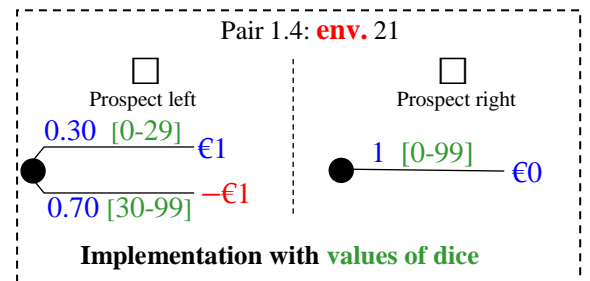 Pair 1.4: env. 21
Prospect left
Prospect right
0.30 [0-29]
€1
0.70 [30-99]
−€1
1 [0-99]
€0
Implementation with values of dice